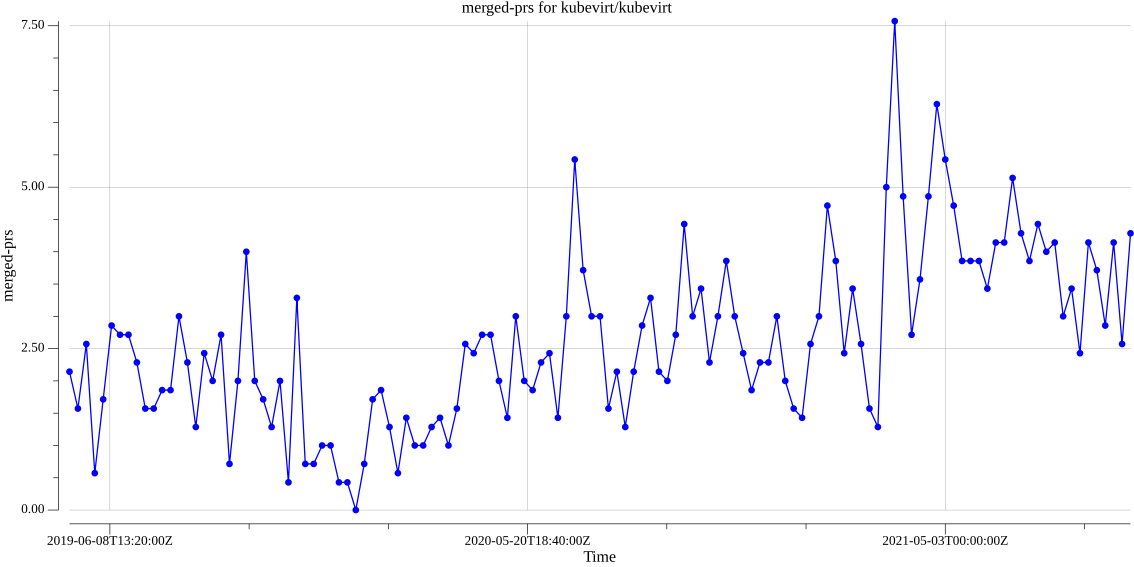 merged-prs for kubevirt/kubevirt
7.50
5.00
2.50
0.00
merged-prs
2019-06-08T13:20:00Z
2020-05-20T18:40:00Z
2021-05-03T00:00:00Z
Time